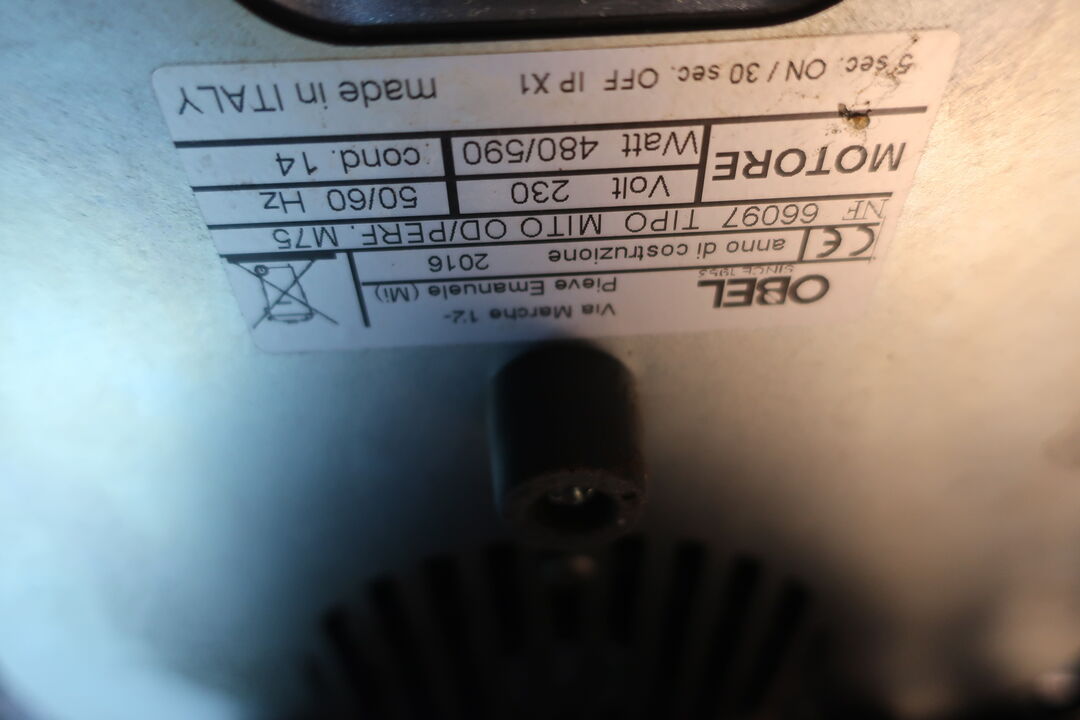 OBEL
SINCE 1953
Via Marche 12-
Pieve Emanuele (Mi)
CE anno di costruzione 2016
NF 66097 TIPO MITO OD/PERF. M75
MOTORE
Volt 230 50/60 Hz
Watt 480/590 cond. 14
5 sec. ON / 30 sec. OFF IP X1 made in ITALY